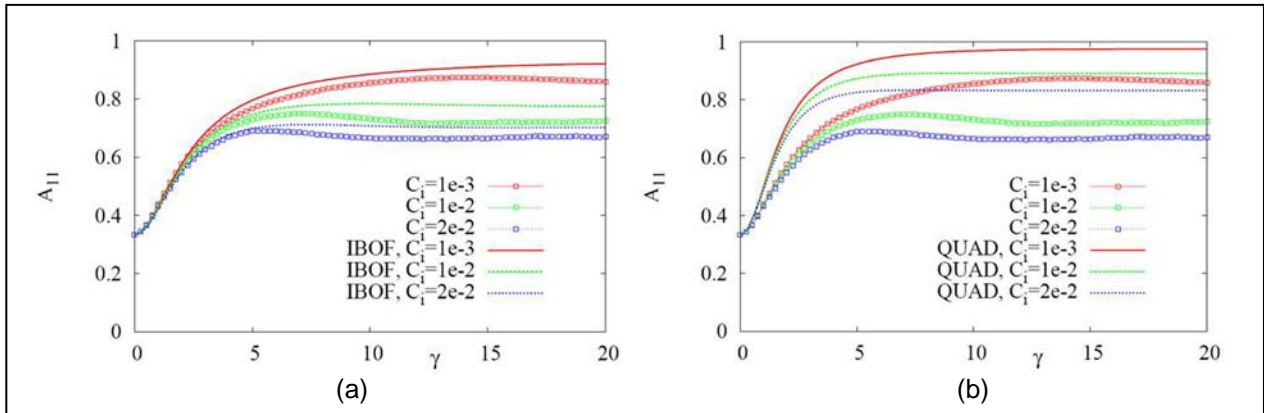 1
0.8
0.6
0.4
0.2
0
A11
Ci=1e-3
Ci=1e-2
Ci=2e-2
IBOF, Ci=1e-3
IBOF, Ci=1e-2
IBOF, Ci=2e-2
0 5 10 15 20
γ
(a)
1
0.8
0.6
0.4
0.2
0
A11
Ci=1e-3
Ci=1e-2
Ci=2e-2
QUAD, Ci=1e-3
QUAD, Ci=1e-2
QUAD, Ci=2e-2
0 5 10 15 20
γ
(b)